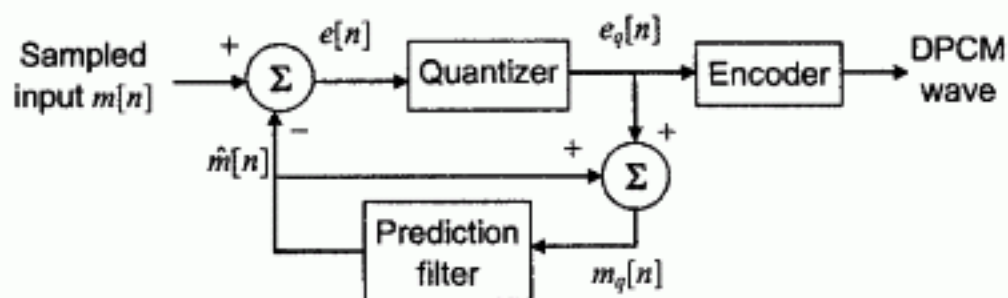 Sampled
input m[n]
+
Σ
e[n]
Quantizer
e_q[n]
Encoder
DPCM
wave
−
m̂[n]
+
+
Σ
Prediction
filter
m_q[n]